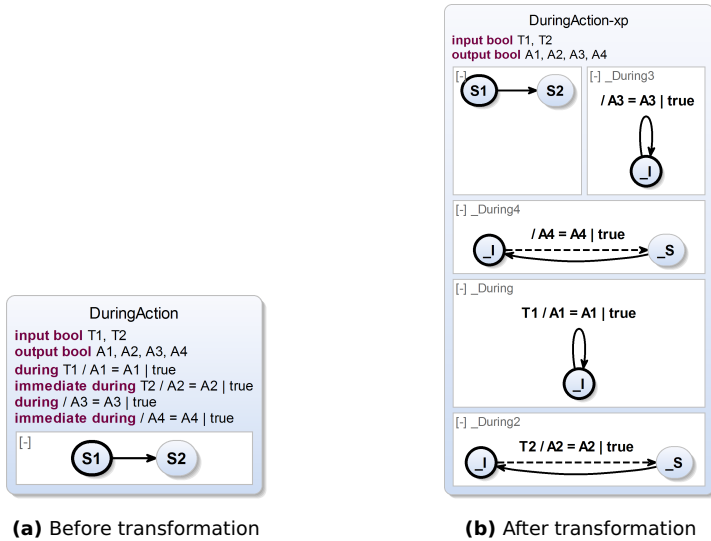 DuringAction
input bool T1, T2
output bool A1, A2, A3, A4
during T1 / A1 = A1 | true
immediate during T2 / A2 = A2 | true
during / A3 = A3 | true
immediate during / A4 = A4 | true
[-]
S1
S2
(a) Before transformation
DuringAction-xp
input bool T1, T2
output bool A1, A2, A3, A4
[-]
S1
S2
[-] _During3
/ A3 = A3 | true
_I
[-] _During4
/ A4 = A4 | true
_I
_S
[-] _During
T1 / A1 = A1 | true
_I
[-] _During2
T2 / A2 = A2 | true
_I
_S
(b) After transformation